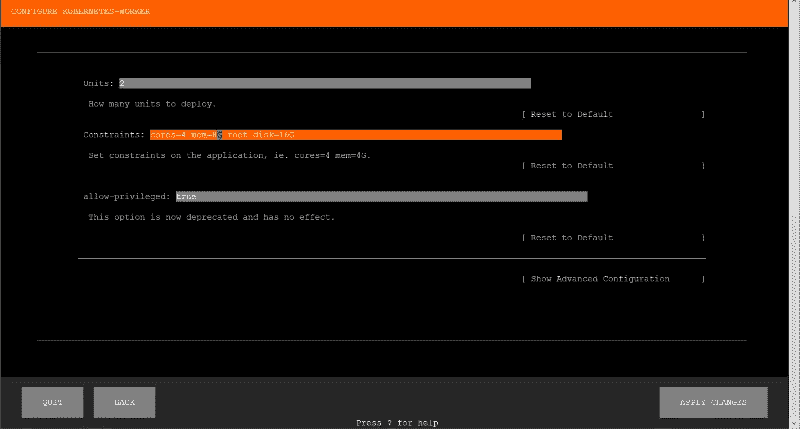 CONFIGURE KUBERNETES-WORKER
Units: 2
How many units to deploy.
[ Reset to Default ]
Constraints: cores=4 mem=8G root-disk=16G
Set constraints on the application, ie. cores=4 mem=4G.
[ Reset to Default ]
allow-privileged: true
This option is now deprecated and has no effect.
[ Reset to Default ]
[ Show Advanced Configuration ]
QUIT BACK APPLY CHANGES
Press ? for help